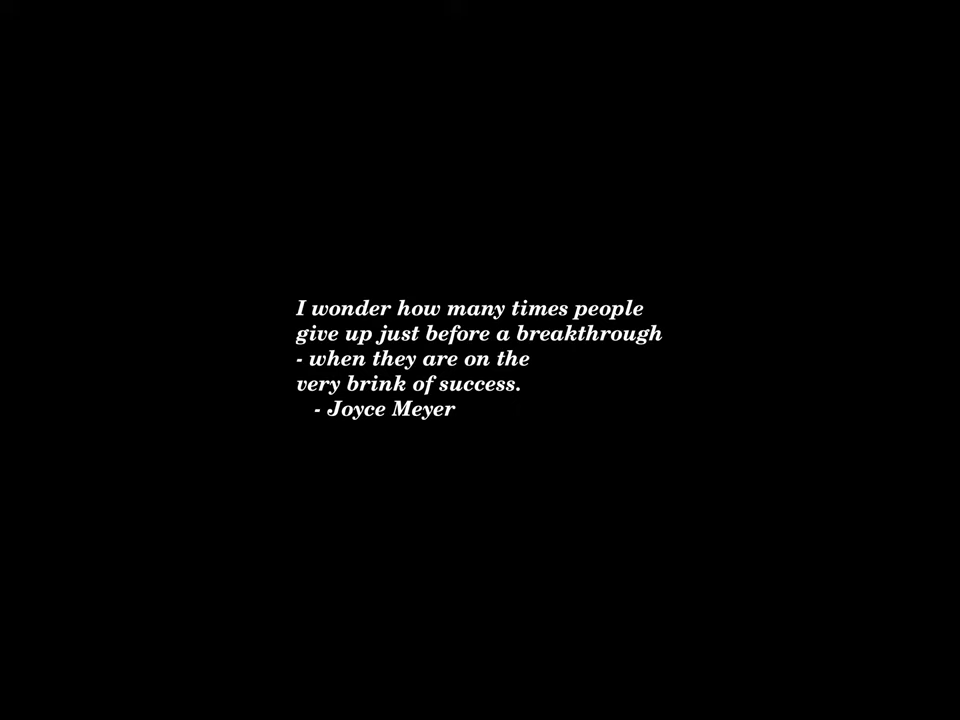 I wonder how many times people
give up just before a breakthrough
- when they are on the
very brink of success.
- Joyce Meyer